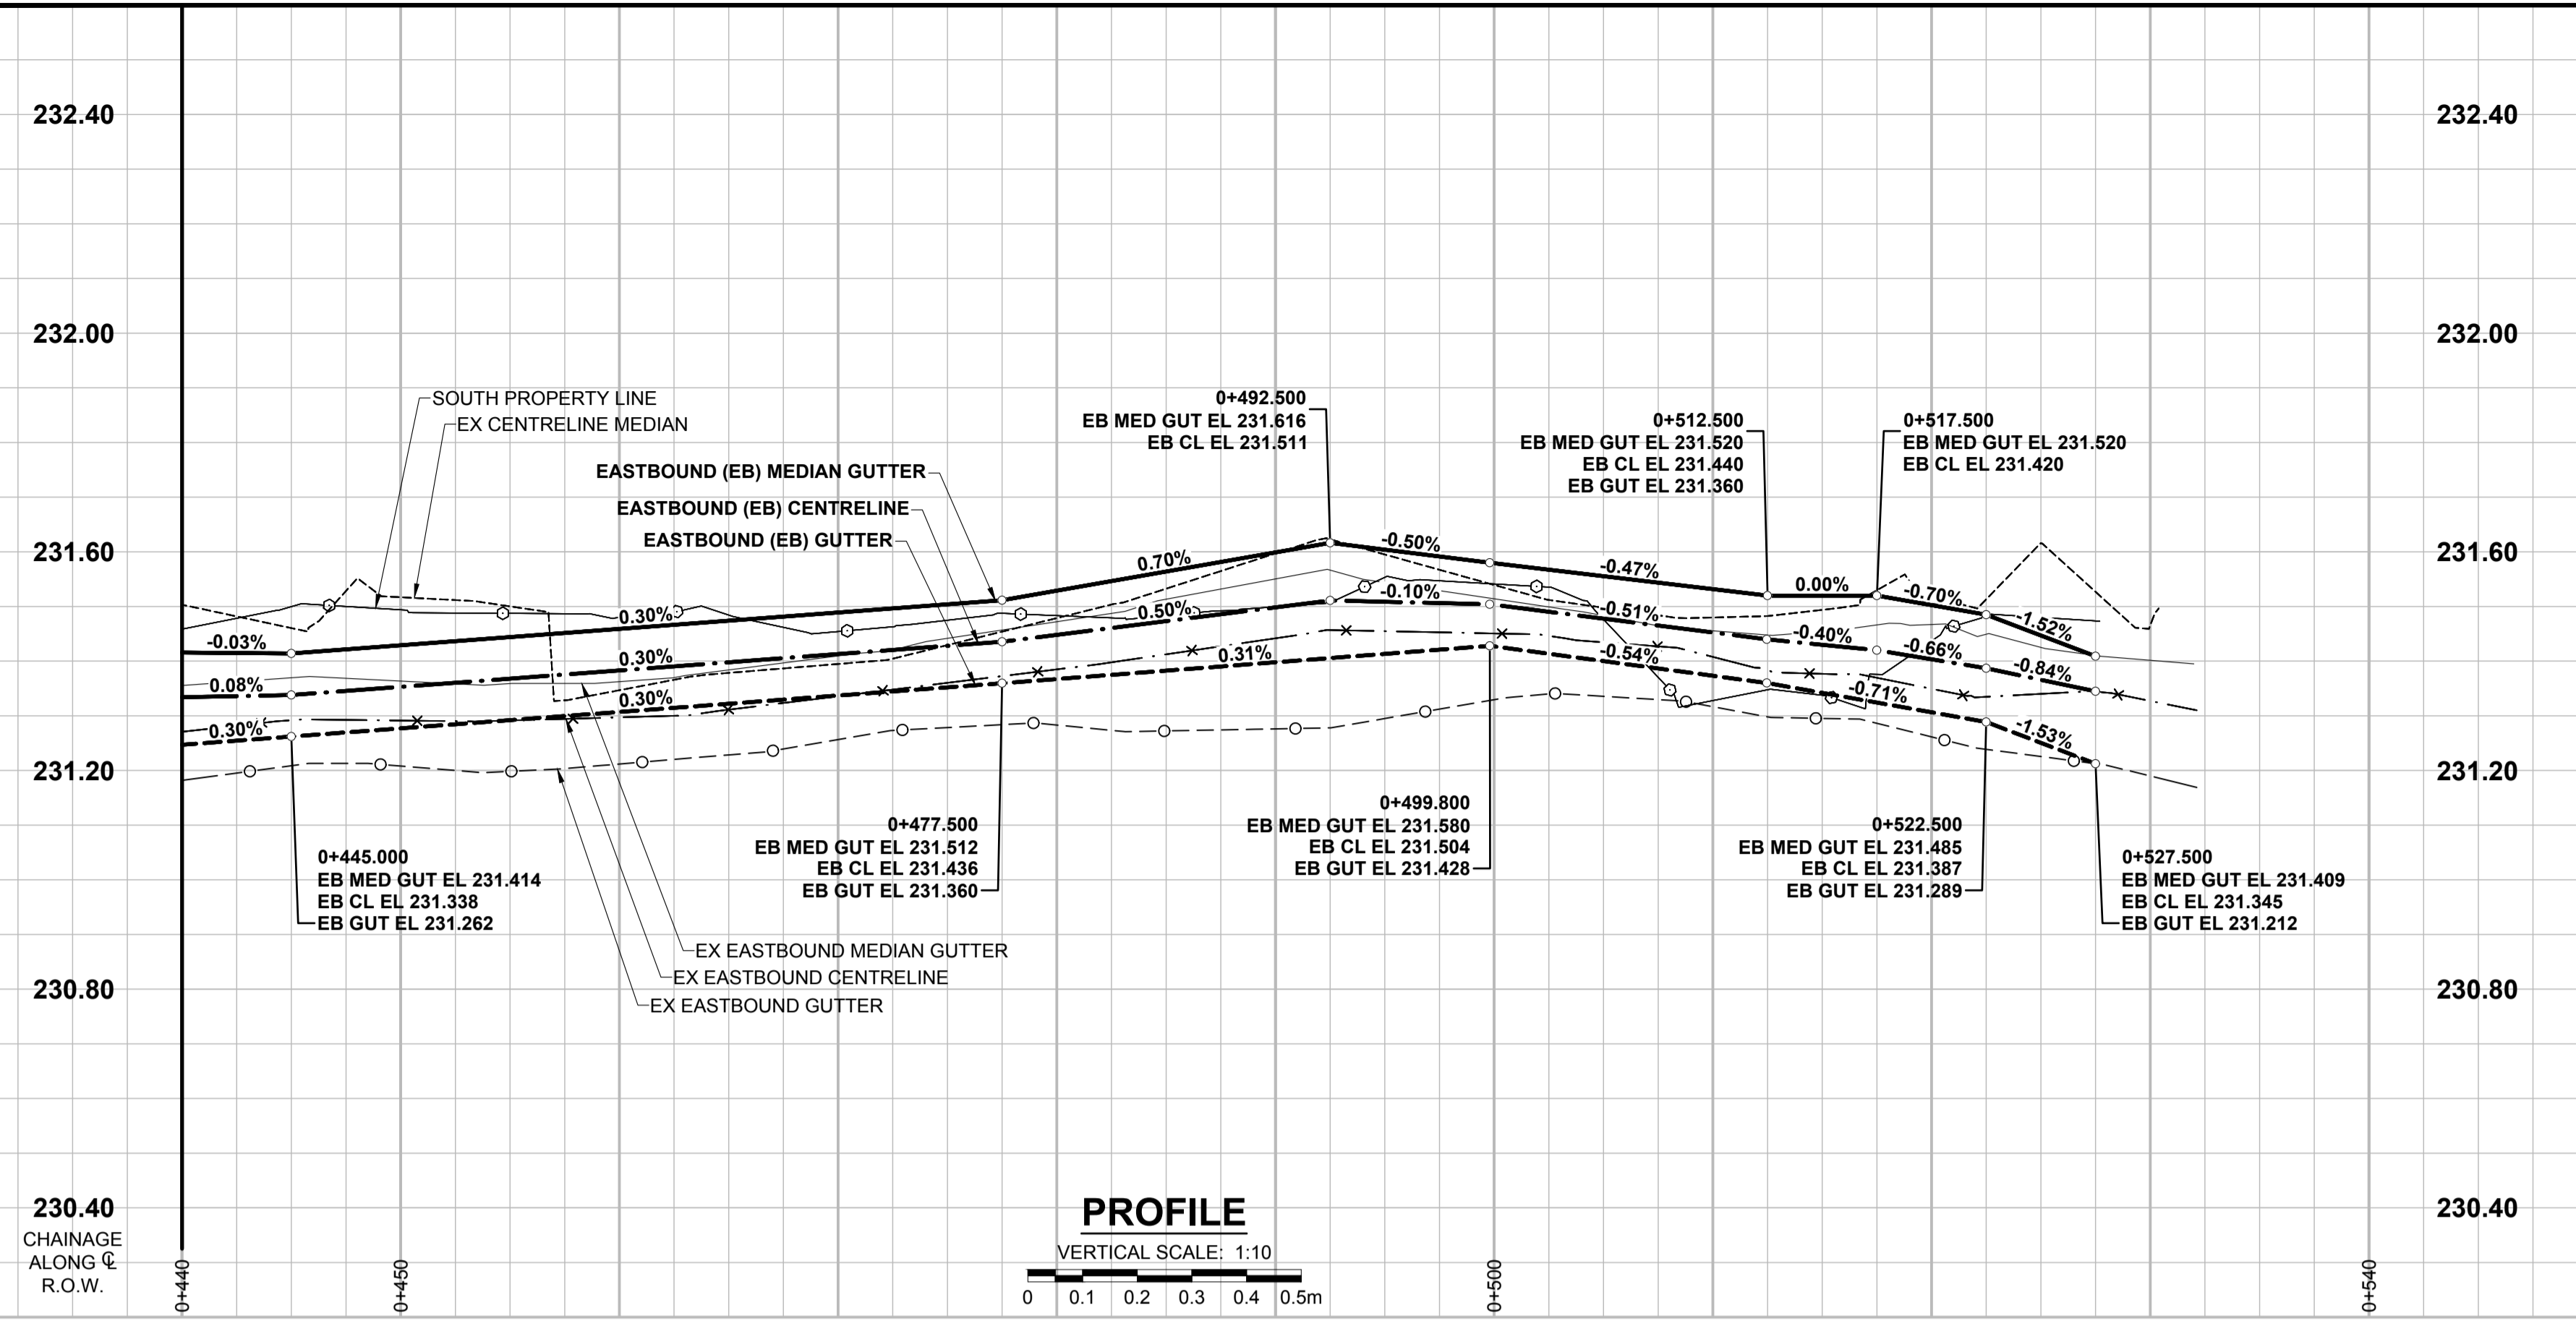 232.40
232.40
232.00
232.00
SOUTH PROPERTY LINE
EX CENTRELINE MEDIAN
0+492.500
EB MED GUT EL 231.616
EB CL EL 231.511
0+512.500
EB MED GUT EL 231.520
EB CL EL 231.440
EB GUT EL 231.360
0+517.500
EB MED GUT EL 231.520
EB CL EL 231.420
EASTBOUND (EB) MEDIAN GUTTER
EASTBOUND (EB) CENTRELINE
EASTBOUND (EB) GUTTER
231.60
231.60
-0.03%
0.30%
0.70%
-0.50%
-0.47%
0.00%
-0.70%
-1.52%
0.08%
0.30%
0.50%
-0.10%
-0.51%
-0.40%
-0.66%
-0.84%
0.30%
0.30%
0.31%
-0.54%
-0.71%
-1.53%
231.20
231.20
0+445.000
EB MED GUT EL 231.414
EB CL EL 231.338
EB GUT EL 231.262
0+477.500
EB MED GUT EL 231.512
EB CL EL 231.436
EB GUT EL 231.360
0+499.800
EB MED GUT EL 231.580
EB CL EL 231.504
EB GUT EL 231.428
0+522.500
EB MED GUT EL 231.485
EB CL EL 231.387
EB GUT EL 231.289
0+527.500
EB MED GUT EL 231.409
EB CL EL 231.345
EB GUT EL 231.212
EX EASTBOUND MEDIAN GUTTER
EX EASTBOUND CENTRELINE
EX EASTBOUND GUTTER
230.80
230.80
230.40
230.40
CHAINAGE
ALONG ℄
R.O.W.
PROFILE
VERTICAL SCALE: 1:10
0 0.1 0.2 0.3 0.4 0.5m
0+440
0+450
0+500
0+540